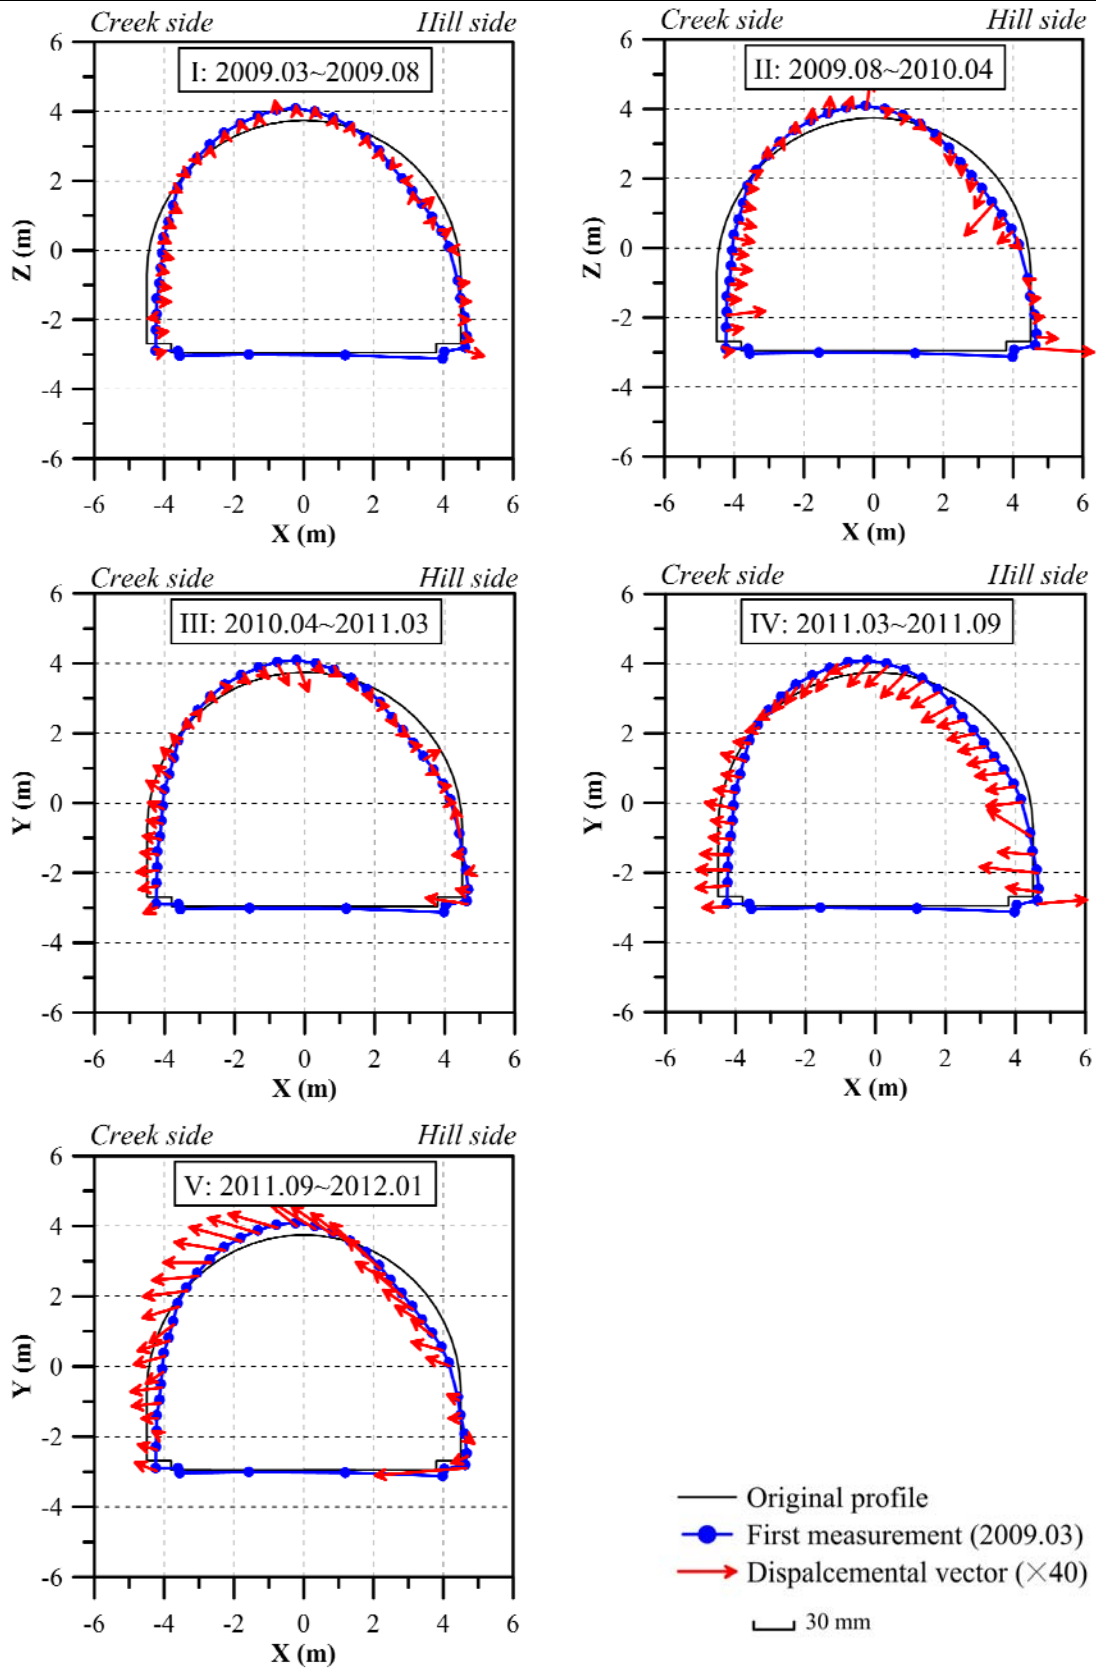 Creek side Hill side
I: 2009.03~2009.08
6
4
2
0
-2
-4
-6
Z (m)
-6 -4 -2 0 2 4 6
X (m)
Creek side Hill side
II: 2009.08~2010.04
6
4
2
0
-2
-4
-6
Z (m)
-6 -4 -2 0 2 4 6
X (m)
Creek side Hill side
III: 2010.04~2011.03
6
4
2
0
-2
-4
-6
Y (m)
-6 -4 -2 0 2 4 6
X (m)
Creek side Hill side
IV: 2011.03~2011.09
6
4
2
0
-2
-4
-6
Y (m)
-6 -4 -2 0 2 4 6
X (m)
Creek side Hill side
V: 2011.09~2012.01
6
4
2
0
-2
-4
-6
Y (m)
-6 -4 -2 0 2 4 6
X (m)
Original profile
First measurement (2009.03)
Dispalcemental vector (×40)
30 mm